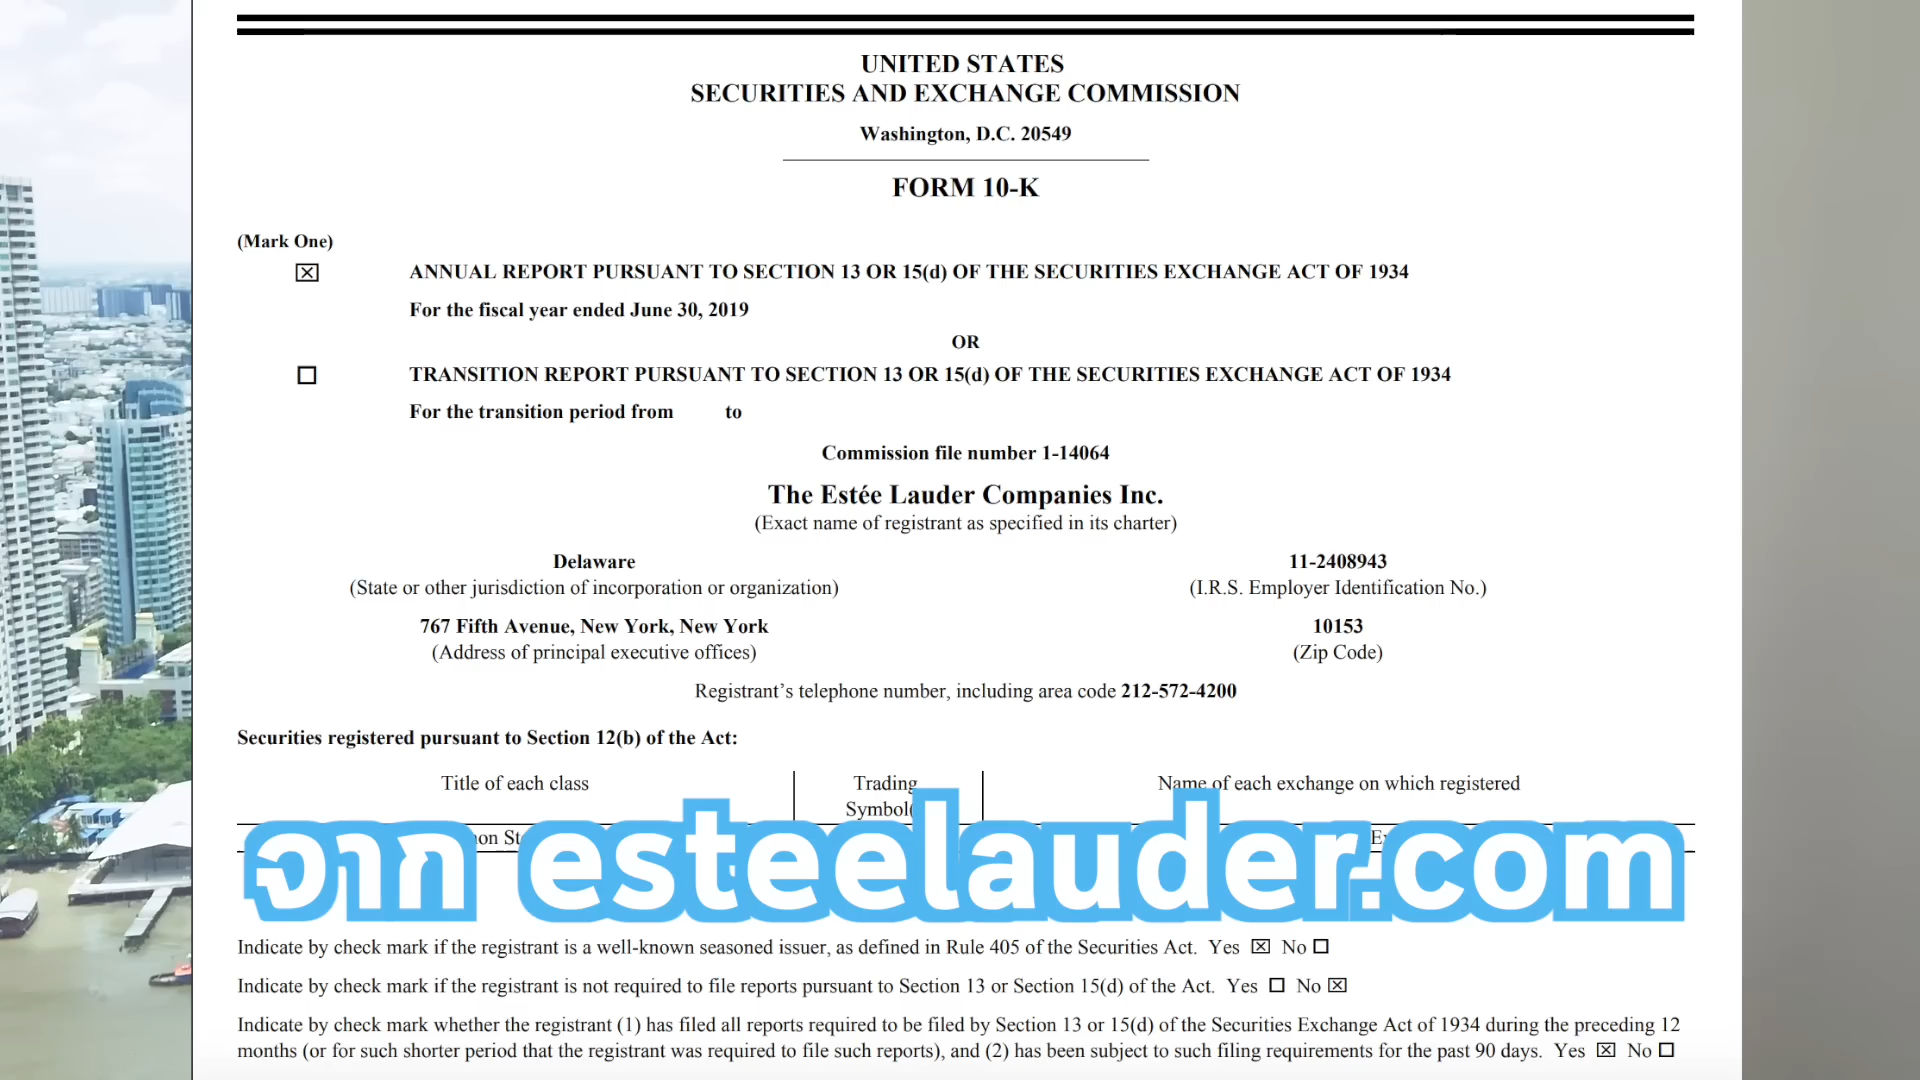 UNITED STATES
SECURITIES AND EXCHANGE COMMISSION
Washington, D.C. 20549
FORM 10-K
(Mark One)
☒ ANNUAL REPORT PURSUANT TO SECTION 13 OR 15(d) OF THE SECURITIES EXCHANGE ACT OF 1934
For the fiscal year ended June 30, 2019
OR
☐ TRANSITION REPORT PURSUANT TO SECTION 13 OR 15(d) OF THE SECURITIES EXCHANGE ACT OF 1934
For the transition period from to
Commission file number 1-14064
The Estée Lauder Companies Inc.
(Exact name of registrant as specified in its charter)
Delaware 11-2408943
(State or other jurisdiction of incorporation or organization) (I.R.S. Employer Identification No.)
767 Fifth Avenue, New York, New York 10153
(Address of principal executive offices) (Zip Code)
Registrant’s telephone number, including area code 212-572-4200
Securities registered pursuant to Section 12(b) of the Act:
Title of each class Trading Name of each exchange on which registered
จาก esteelauder.com
Indicate by check mark if the registrant is a well-known seasoned issuer, as defined in Rule 405 of the Securities Act. Yes ☒ No ☐
Indicate by check mark if the registrant is not required to file reports pursuant to Section 13 or Section 15(d) of the Act. Yes ☐ No ☒
Indicate by check mark whether the registrant (1) has filed all reports required to be filed by Section 13 or 15(d) of the Securities Exchange Act of 1934 during the preceding 12
months (or for such shorter period that the registrant was required to file such reports), and (2) has been subject to such filing requirements for the past 90 days. Yes ☒ No ☐